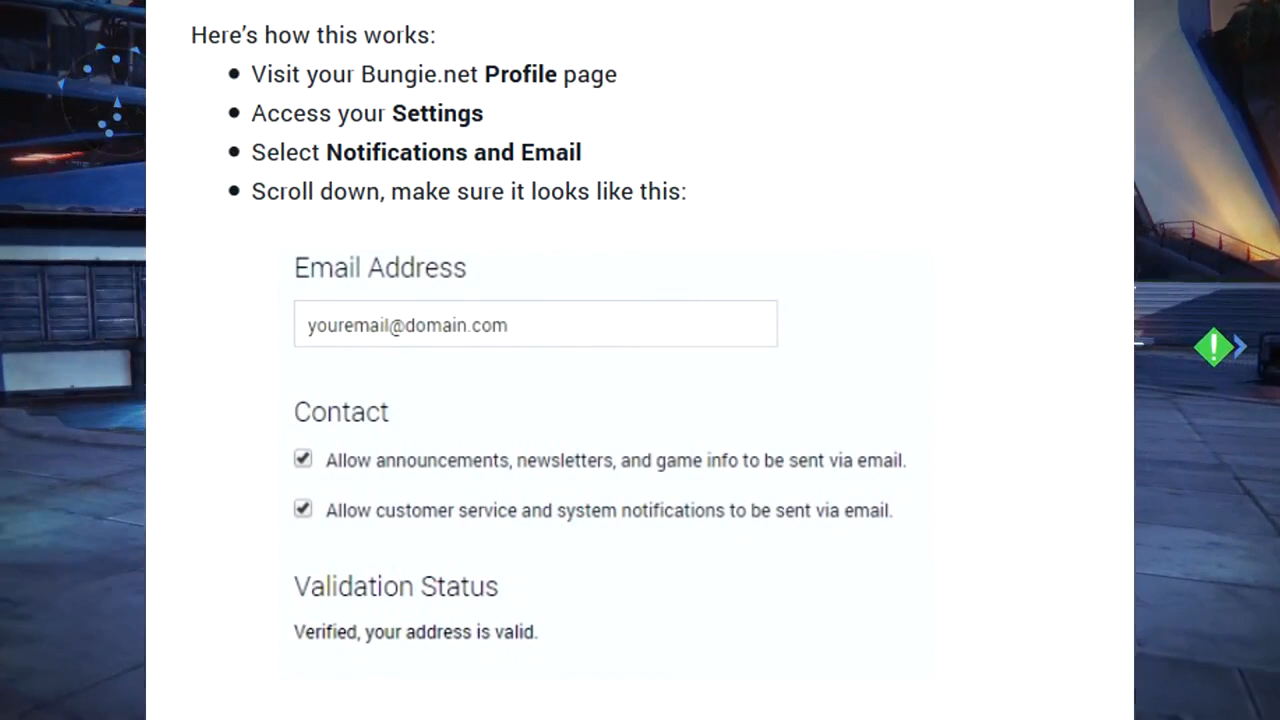 Here’s how this works:
• Visit your Bungie.net Profile page
• Access your Settings
• Select Notifications and Email
• Scroll down, make sure it looks like this:
Email Address
youremail@domain.com
Contact
Allow announcements, newsletters, and game info to be sent via email.
Allow customer service and system notifications to be sent via email.
Validation Status
Verified, your address is valid.